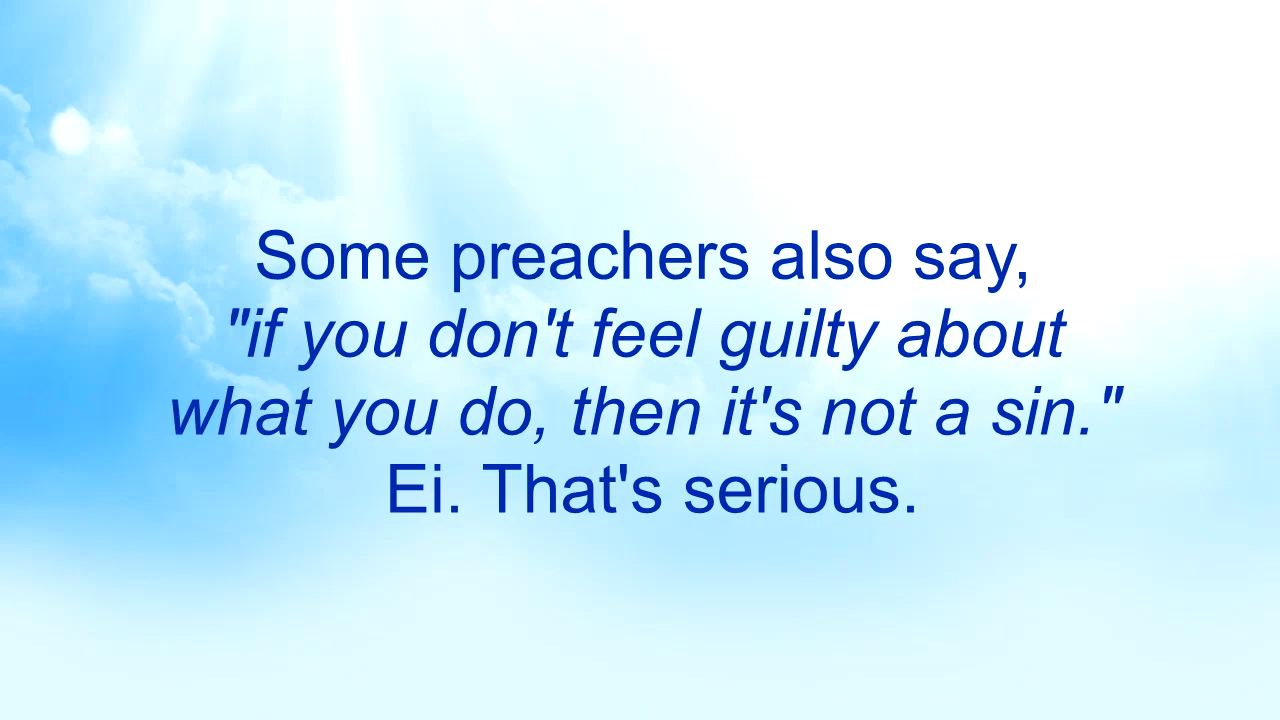 Some preachers also say,
"if you don't feel guilty about
what you do, then it's not a sin."
Ei. That's serious.